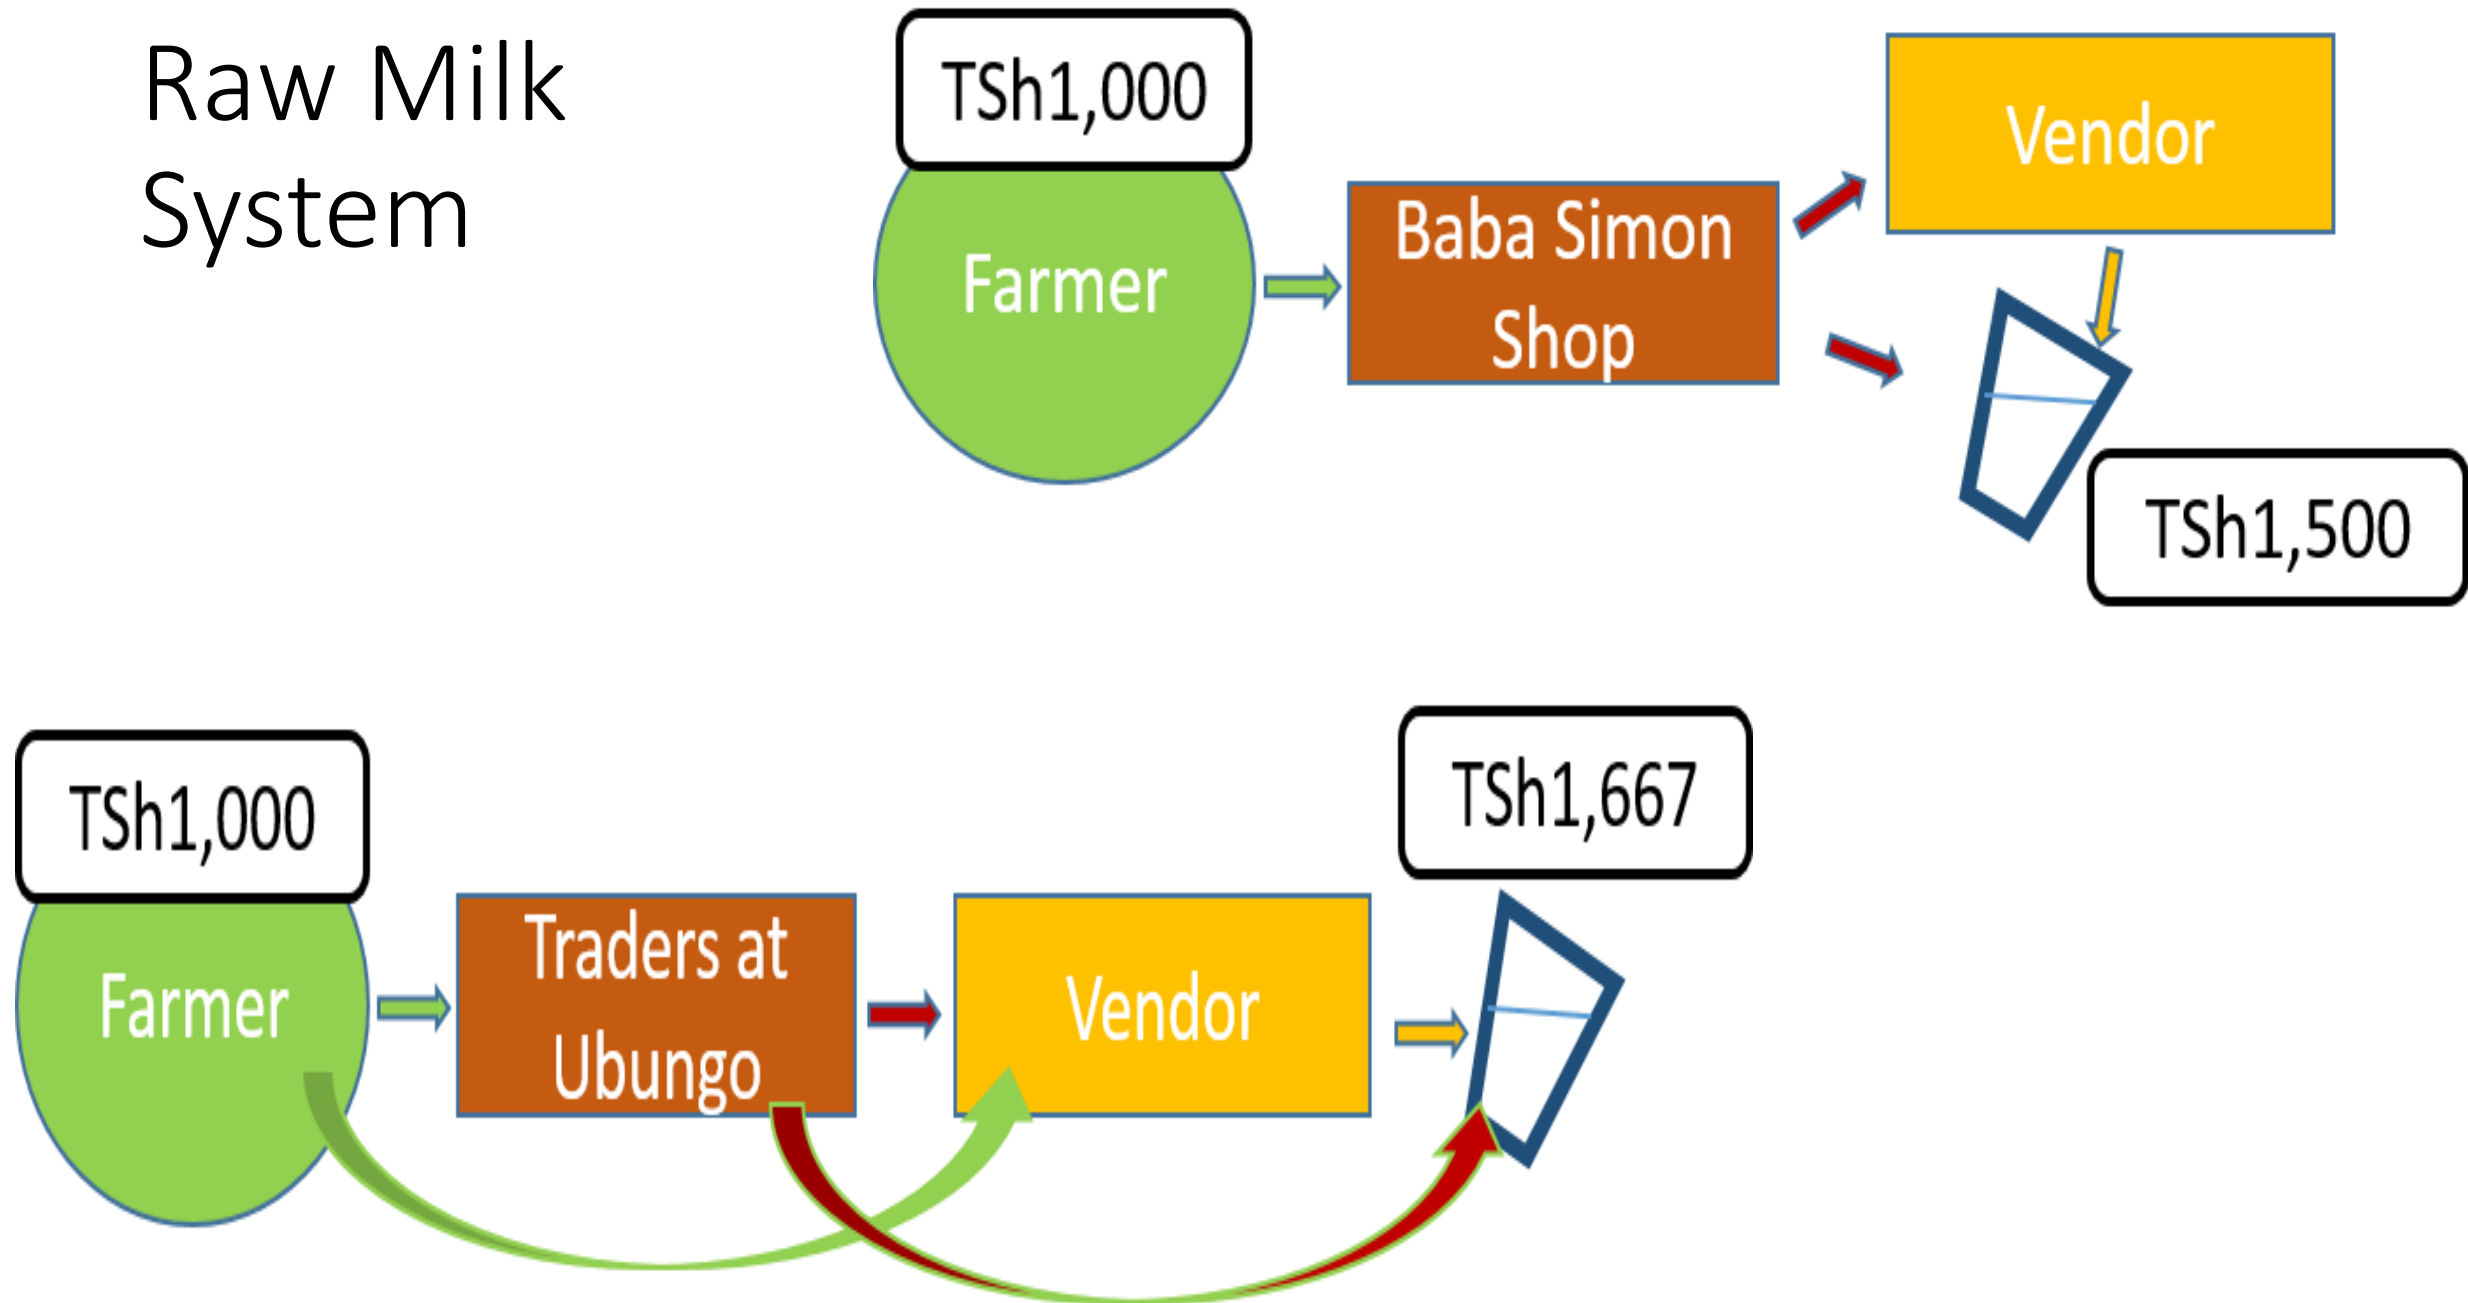 Raw Milk
System
TSh1,000
Farmer
Baba Simon
Shop
Vendor
TSh1,500
TSh1,000
Farmer
Traders at
Ubungo
Vendor
TSh1,667